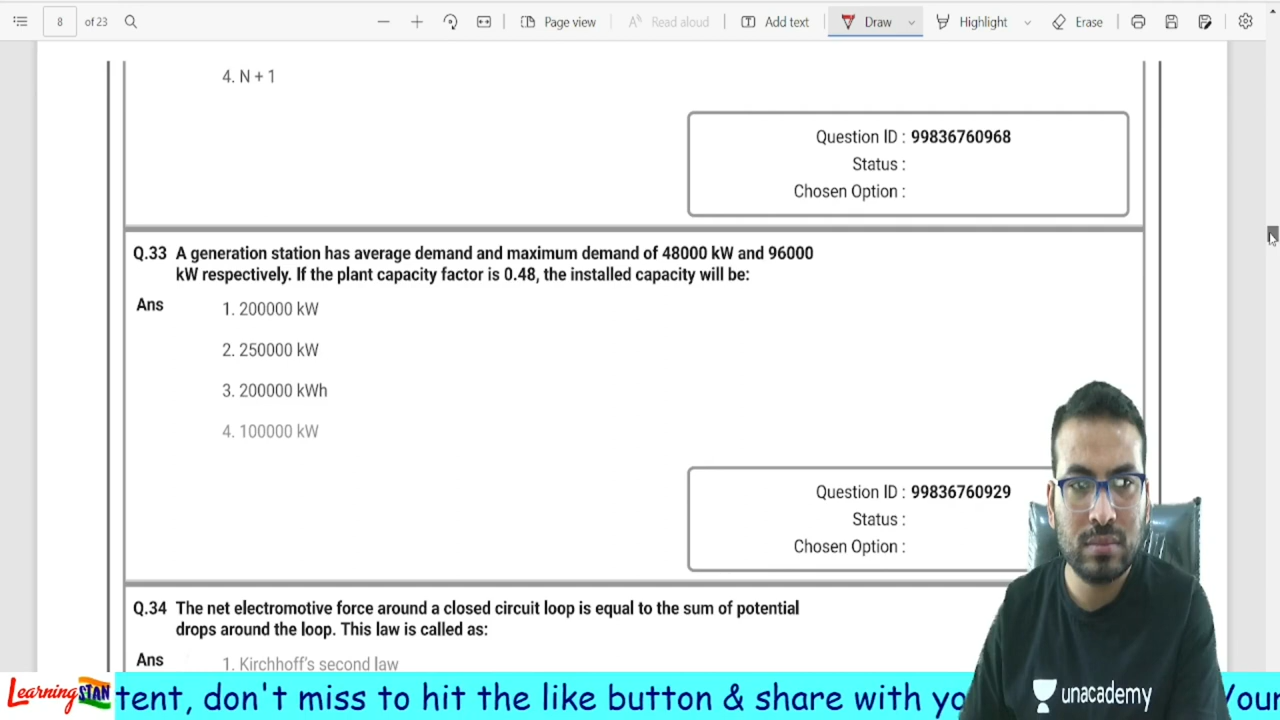 8 of 23
Page view
Read aloud
Add text
Draw
Highlight
Erase
4. N + 1
Question ID : 99836760968
Status :
Chosen Option :
Q.33 A generation station has average demand and maximum demand of 48000 kW and 96000
kW respectively. If the plant capacity factor is 0.48, the installed capacity will be:
Ans
1. 200000 kW
2. 250000 kW
3. 200000 kWh
4. 100000 kW
Question ID : 99836760929
Status :
Chosen Option :
Q.34 The net electromotive force around a closed circuit loop is equal to the sum of potential
drops around the loop. This law is called as:
Ans
1. Kirchhoff's second law
Learning STAN
tent, don't miss to hit the like button & share with yo
unacademy
Your